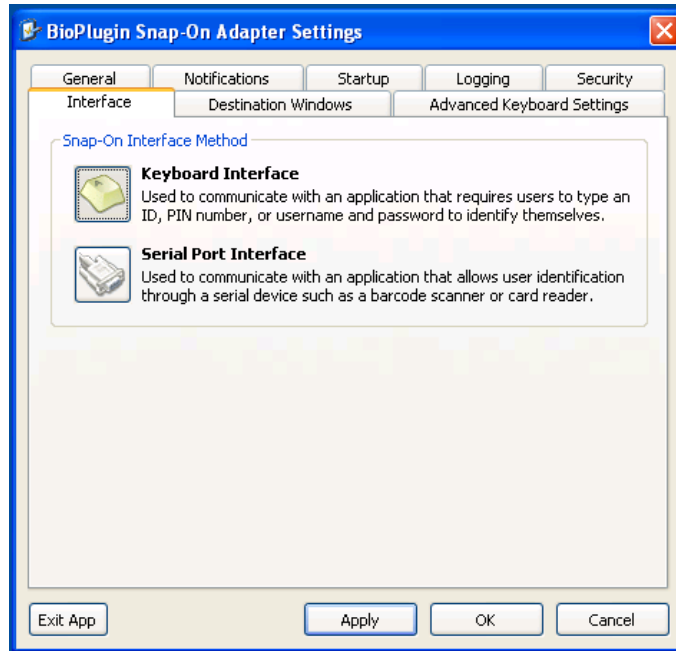 BioPlugin Snap-On Adapter Settings
General Notifications Startup Logging Security
Interface Destination Windows Advanced Keyboard Settings
Snap-On Interface Method
Keyboard Interface
Used to communicate with an application that requires users to type an
ID, PIN number, or username and password to identify themselves.
Serial Port Interface
Used to communicate with an application that allows user identification
through a serial device such as a barcode scanner or card reader.
Exit App Apply OK Cancel